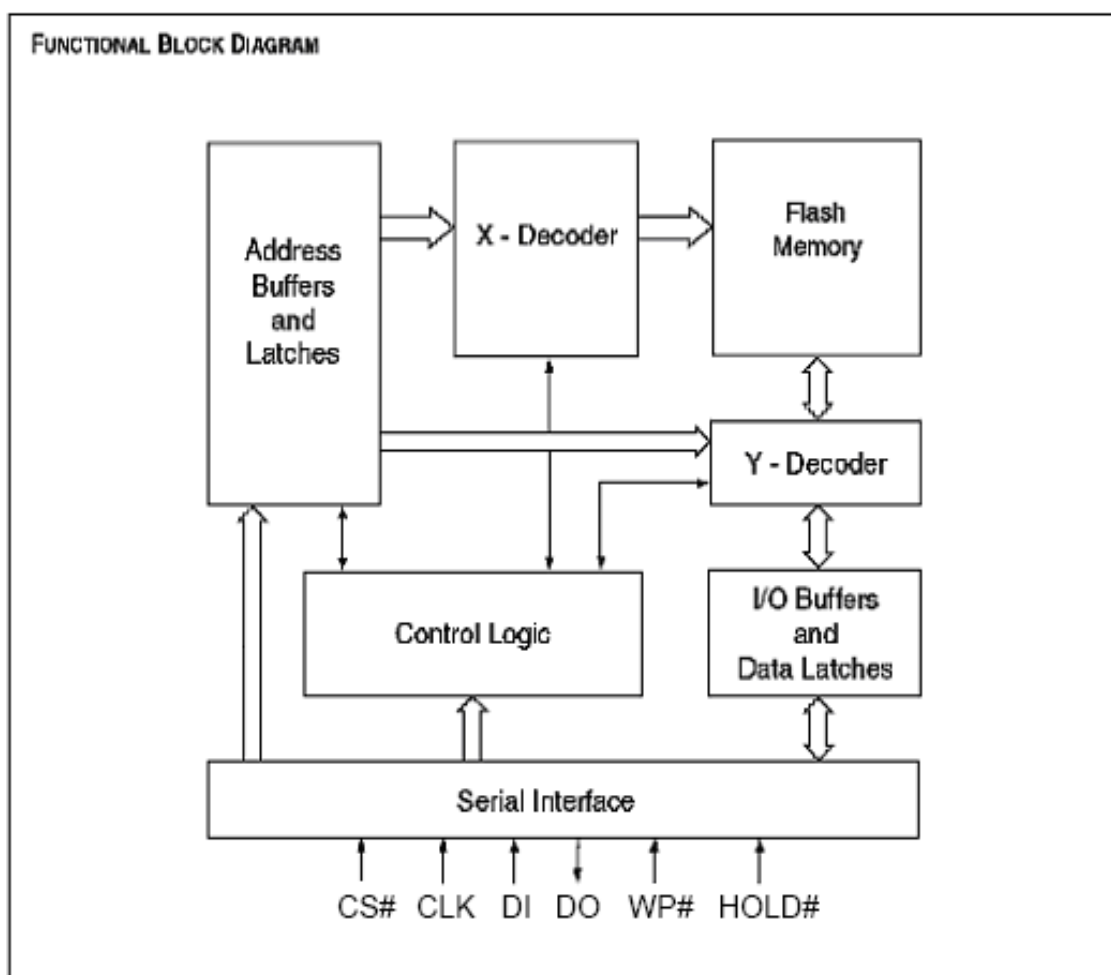 FUNCTIONAL BLOCK DIAGRAM
Address
Buffers
and
Latches
X - Decoder
Flash
Memory
Y - Decoder
Control Logic
I/O Buffers
and
Data Latches
Serial Interface
CS# CLK DI DO WP# HOLD#